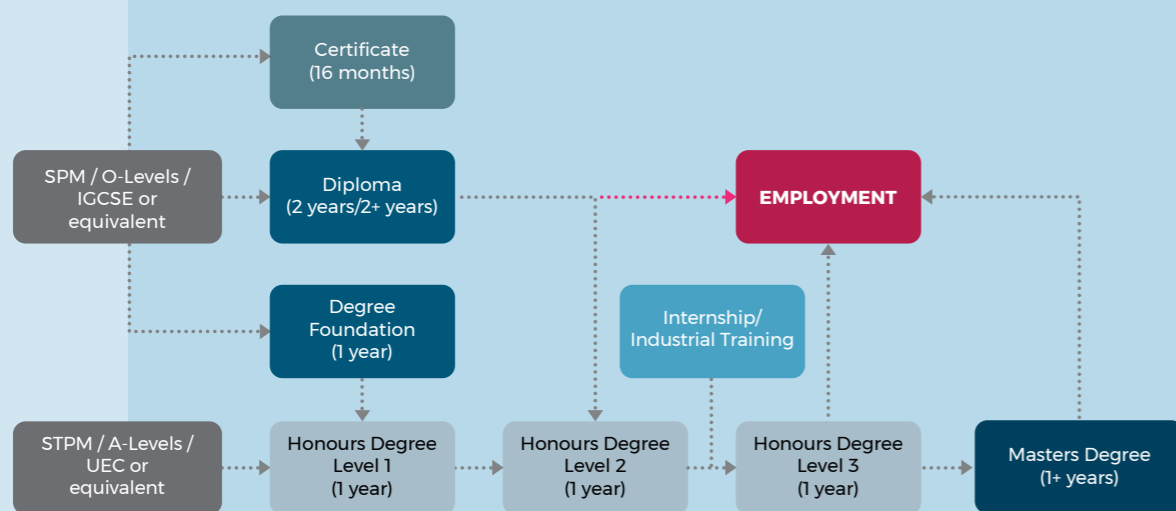 Certificate
(16 months)
SPM / O-Levels /
IGCSE or
equivalent
Diploma
(2 years/2+ years)
EMPLOYMENT
Degree
Foundation
(1 year)
Internship/
Industrial Training
STPM / A-Levels /
UEC or
equivalent
Honours Degree
Level 1
(1 year)
Honours Degree
Level 2
(1 year)
Honours Degree
Level 3
(1 year)
Masters Degree
(1+ years)